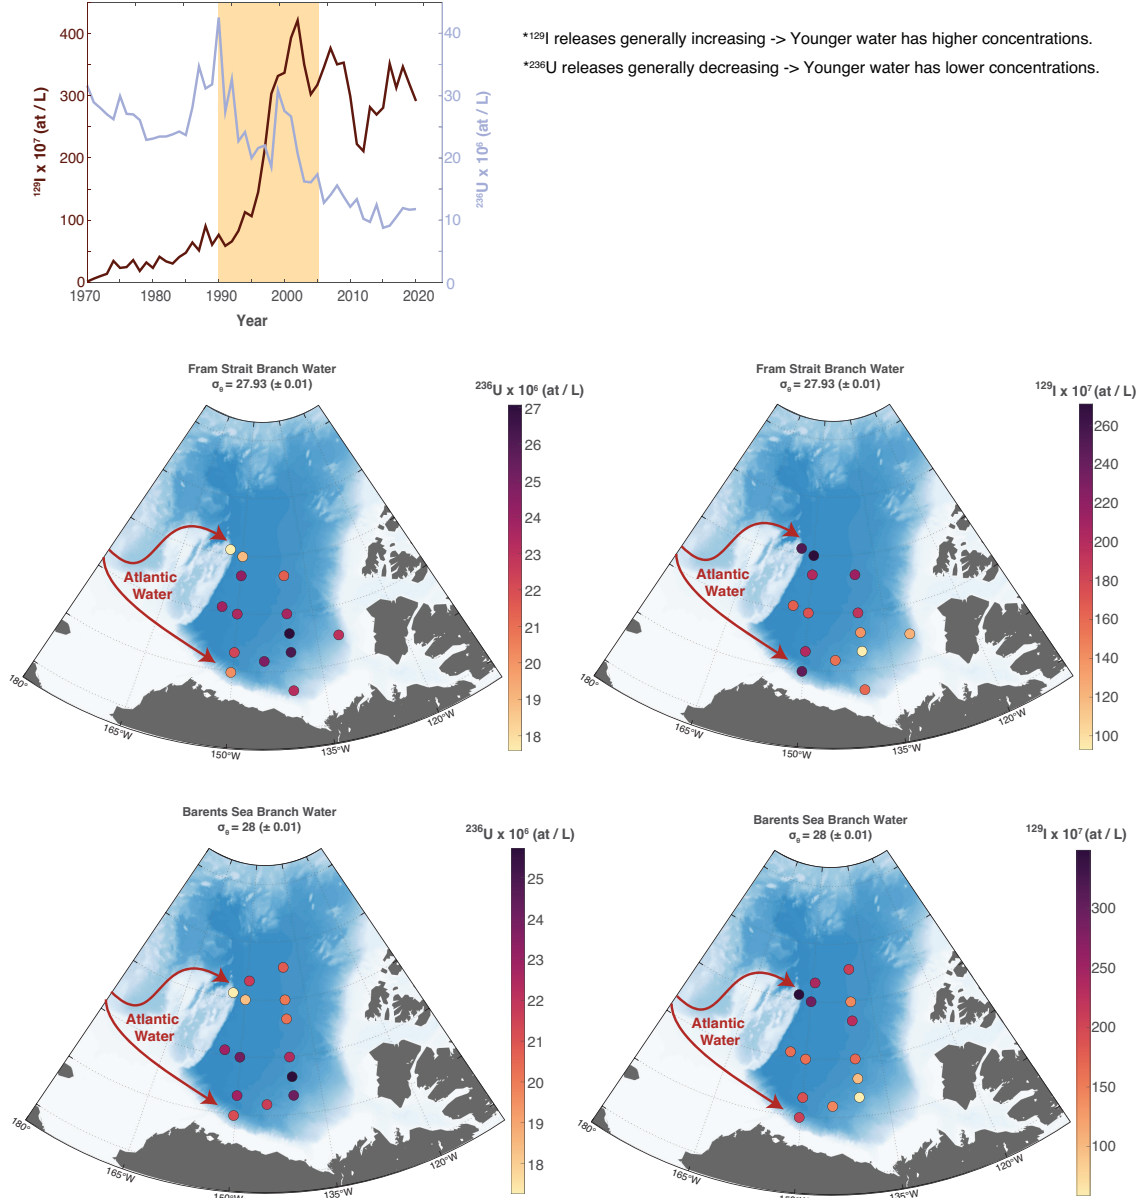 *¹²⁹I releases generally increasing -> Younger water has higher concentrations.
*²³⁶U releases generally decreasing -> Younger water has lower concentrations.
¹²⁹I x 10⁷ (at / L)
400
300
200
100
0
²³⁶U x 10⁶ (at / L)
40
30
20
10
0
1970 1980 1990 2000 2010 2020
Year
Fram Strait Branch Water
σ_θ = 27.93 (± 0.01)
²³⁶U x 10⁶ (at / L)
27
26
25
24
23
22
21
20
19
18
Atlantic
Water
180°
165°W
150°W
135°W
120°W
Fram Strait Branch Water
σ_θ = 27.93 (± 0.01)
¹²⁹I x 10⁷ (at / L)
260
240
220
200
180
160
140
120
100
Atlantic
Water
180°
165°W
150°W
135°W
120°W
Barents Sea Branch Water
σ_θ = 28 (± 0.01)
²³⁶U x 10⁶ (at / L)
25
24
23
22
21
20
19
18
Atlantic
Water
180°
165°W
150°W
135°W
120°W
Barents Sea Branch Water
σ_θ = 28 (± 0.01)
¹²⁹I x 10⁷ (at / L)
300
250
200
150
100
Atlantic
Water
180°
165°W
150°W
135°W
120°W